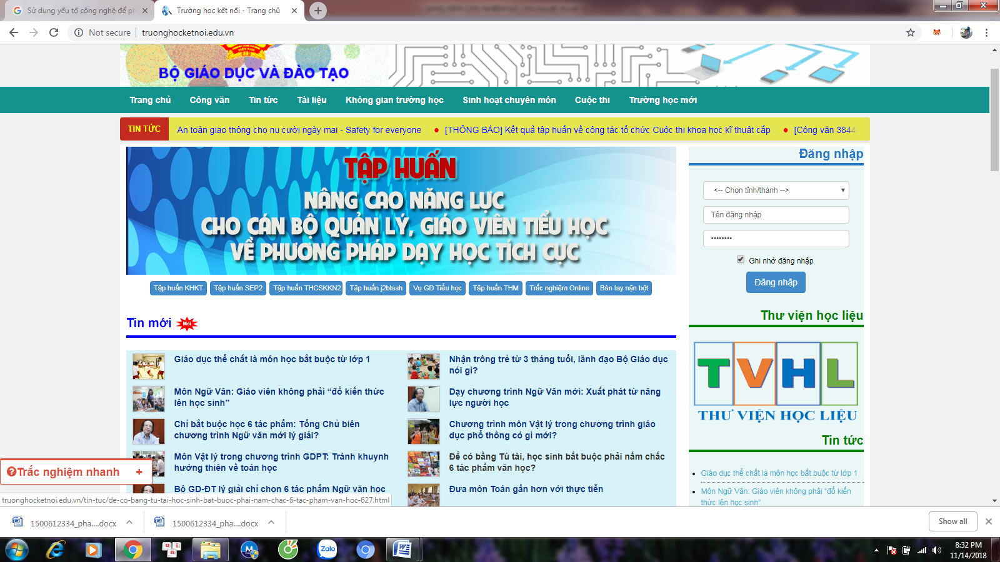 Sử dụng yếu tố công nghệ để ph
Trường học kết nối - Trang chủ
Not secure
truonghocketnoi.edu.vn
BỘ GIÁO DỤC VÀ ĐÀO TẠO
Trang chủ Công văn Tin tức Tài liệu Không gian trường học Sinh hoạt chuyên môn Cuộc thi Trường học mới
TIN TỨC
An toàn giao thông cho nụ cười ngày mai - Safety for everyone • [THÔNG BÁO] Kết quả tập huấn về công tác tổ chức Cuộc thi khoa học kĩ thuật cấp • [Công văn 3844
TẬP HUẤN
NÂNG CAO NĂNG LỰC
CHO CÁN BỘ QUẢN LÝ, GIÁO VIÊN TIỂU HỌC
VỀ PHƯƠNG PHÁP DẠY HỌC TÍCH CỰC
Tập huấn KHKT Tập huấn SEP2 Tập huấn THCSKKN2 Tập huấn j2blash Vụ GD Tiểu học Tập huấn THM Trắc nghiệm Online Bàn tay nặn bột
Đăng nhập
<-- Chọn tỉnh/thành -->
Tên đăng nhập
••••••••
Ghi nhớ đăng nhập
Đăng nhập
Tin mới Mới
Giáo dục thể chất là môn học bắt buộc từ lớp 1
Nhận trông trẻ từ 3 tháng tuổi, lãnh đạo Bộ Giáo dục
nói gì?
Môn Ngữ Văn: Giáo viên không phải “đổ kiến thức
lên học sinh”
Dạy chương trình Ngữ Văn mới: Xuất phát từ năng
lực người học
Chỉ bắt buộc học 6 tác phẩm: Tổng Chủ biên
chương trình Ngữ văn mới lý giải?
Chương trình môn Vật lý trong chương trình giáo
dục phổ thông có gì mới?
Môn Vật lý trong chương trình GDPT: Tránh khuynh
hướng thiên về toán học
Để có bằng Tú tài, học sinh bắt buộc phải nắm chắc
6 tác phẩm văn học?
Bộ GD-ĐT lý giải chỉ chọn 6 tác phẩm Ngữ văn học
Đưa môn Toán gần hơn với thực tiễn
Thư viện học liệu
TVHL
THƯ VIỆN HỌC LIỆU
Tin tức
Giáo dục thể chất là môn học bắt buộc từ lớp 1
Môn Ngữ Văn: Giáo viên không phải “đổ kiến
thức lên học sinh”
Trắc nghiệm nhanh +
truonghocketnoi.edu.vn/tin-tuc/de-co-bang-tu-tai-hoc-sinh-bat-buoc-phai-nam-chac-6-tac-pham-van-hoc-627.html
1500612334_pha....docx
1500612334_pha....docx
Show all
Zalo
8:32 PM
11/14/2018